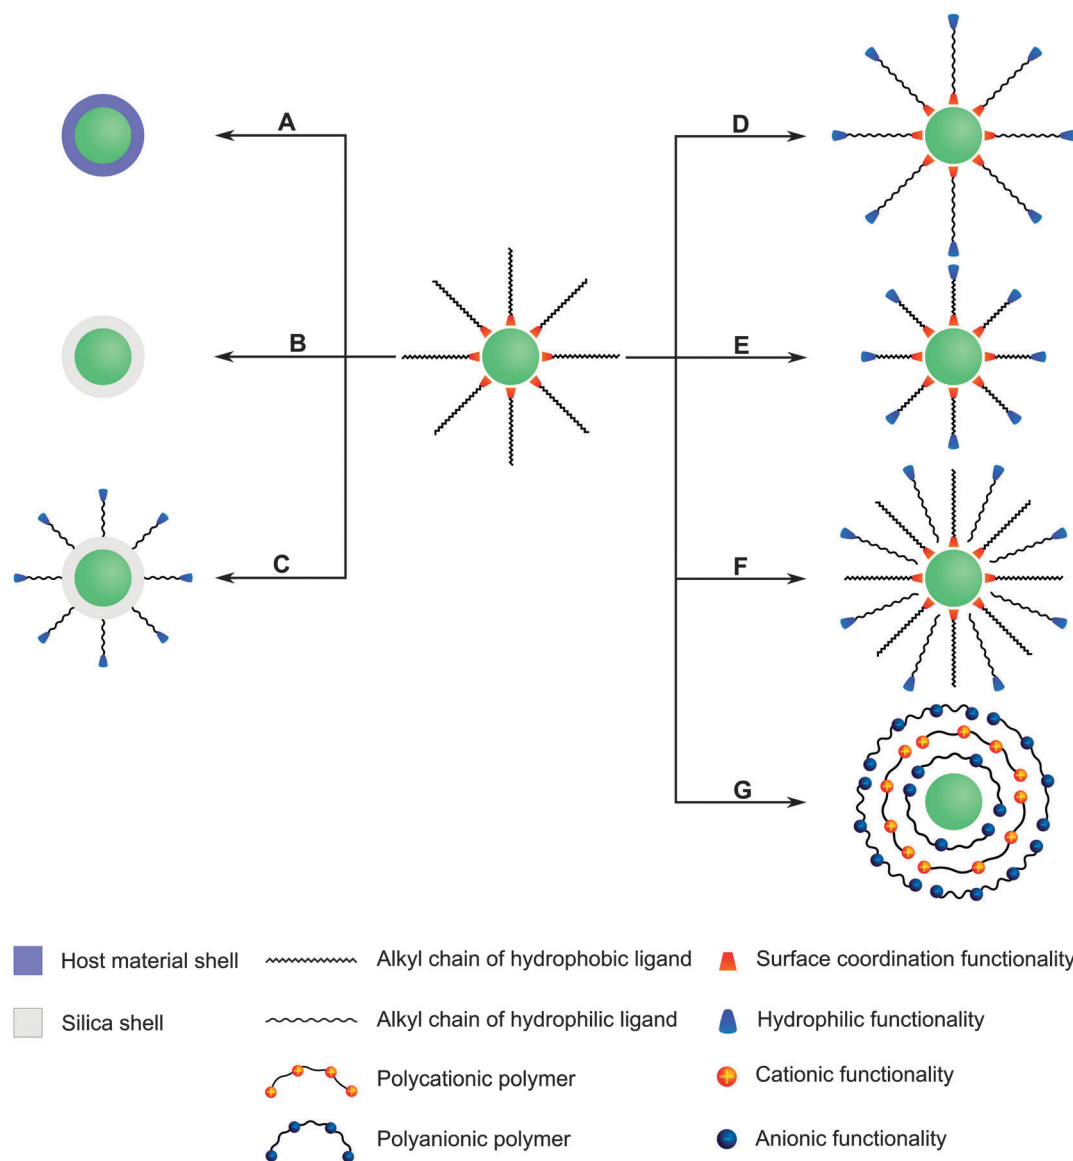 A
D
B
E
C
F
G
Host material shell
Alkyl chain of hydrophobic ligand
Surface coordination functionality
Silica shell
Alkyl chain of hydrophilic ligand
Hydrophilic functionality
Polycationic polymer
Cationic functionality
Polyanionic polymer
Anionic functionality